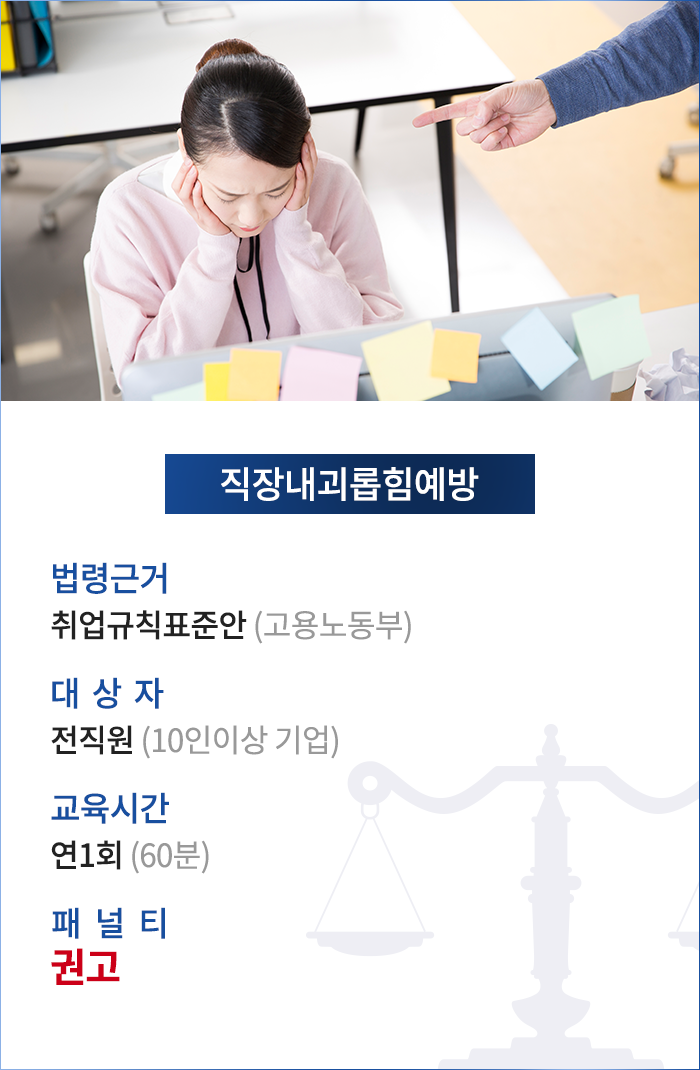 직장내괴롭힘예방
법령근거
취업규칙표준안 (고용노동부)
대 상 자
전직원 (10인이상 기업)
교육시간
연1회 (60분)
패 널 티
권고